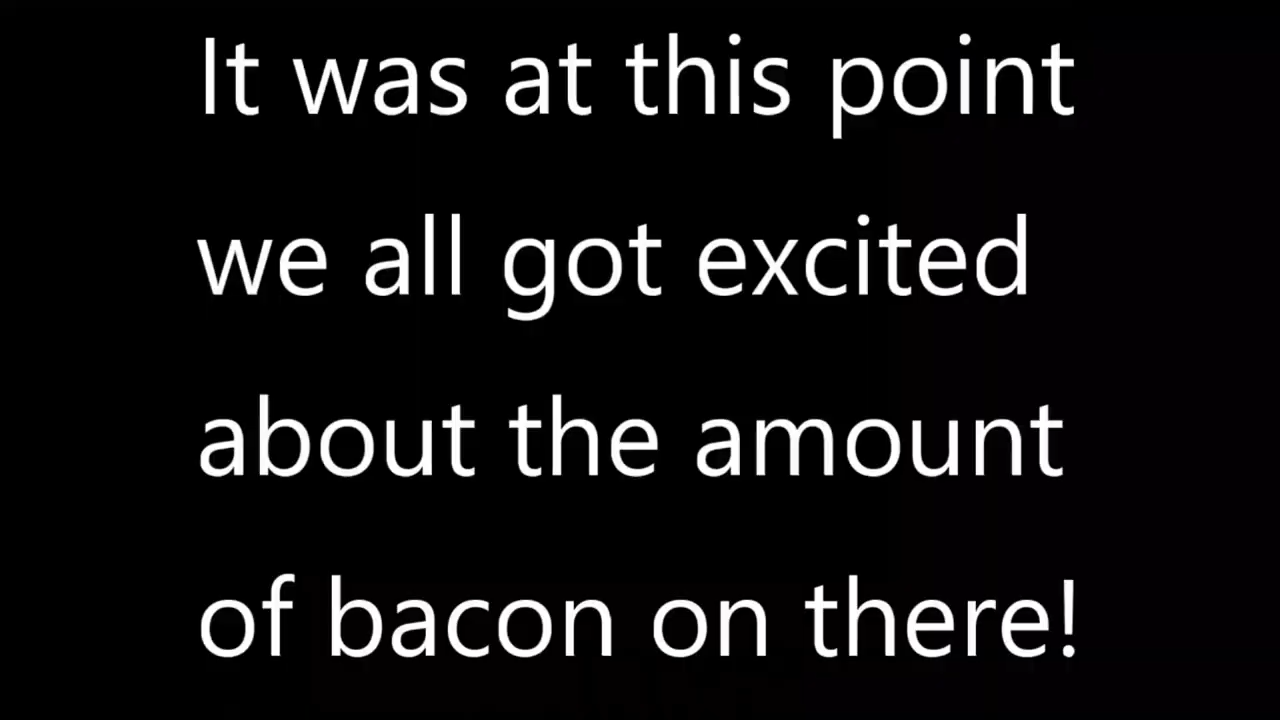 It was at this point
we all got excited
about the amount
of bacon on there!